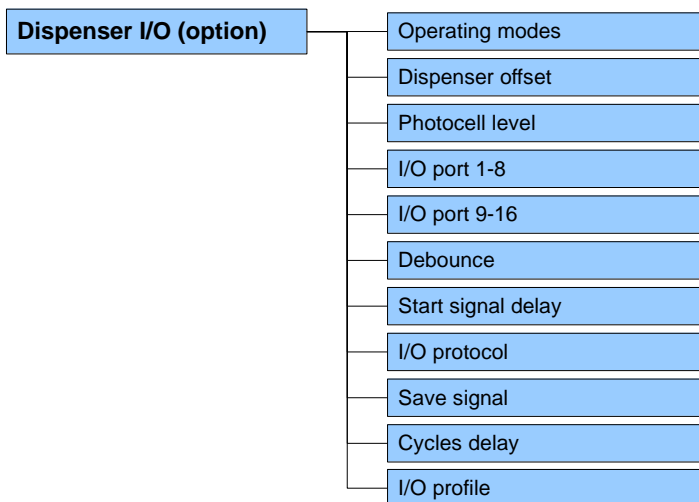 Dispenser I/O (option)
Operating modes
Dispenser offset
Photocell level
I/O port 1-8
I/O port 9-16
Debounce
Start signal delay
I/O protocol
Save signal
Cycles delay
I/O profile